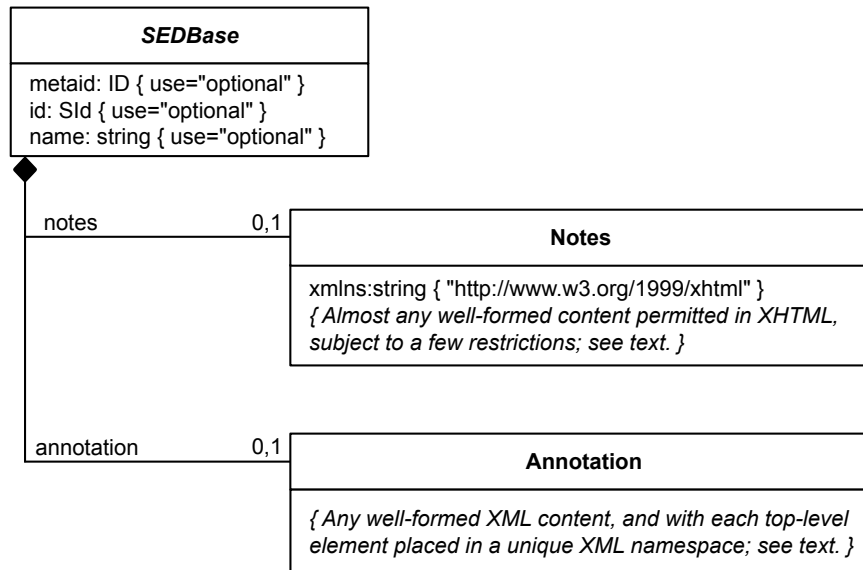 SEDBase
metaid: ID { use="optional" }
id: SId { use="optional" }
name: string { use="optional" }
notes 0,1
Notes
xmlns:string { "http://www.w3.org/1999/xhtml" }
{ Almost any well-formed content permitted in XHTML,
subject to a few restrictions; see text. }
annotation 0,1
Annotation
{ Any well-formed XML content, and with each top-level
element placed in a unique XML namespace; see text. }